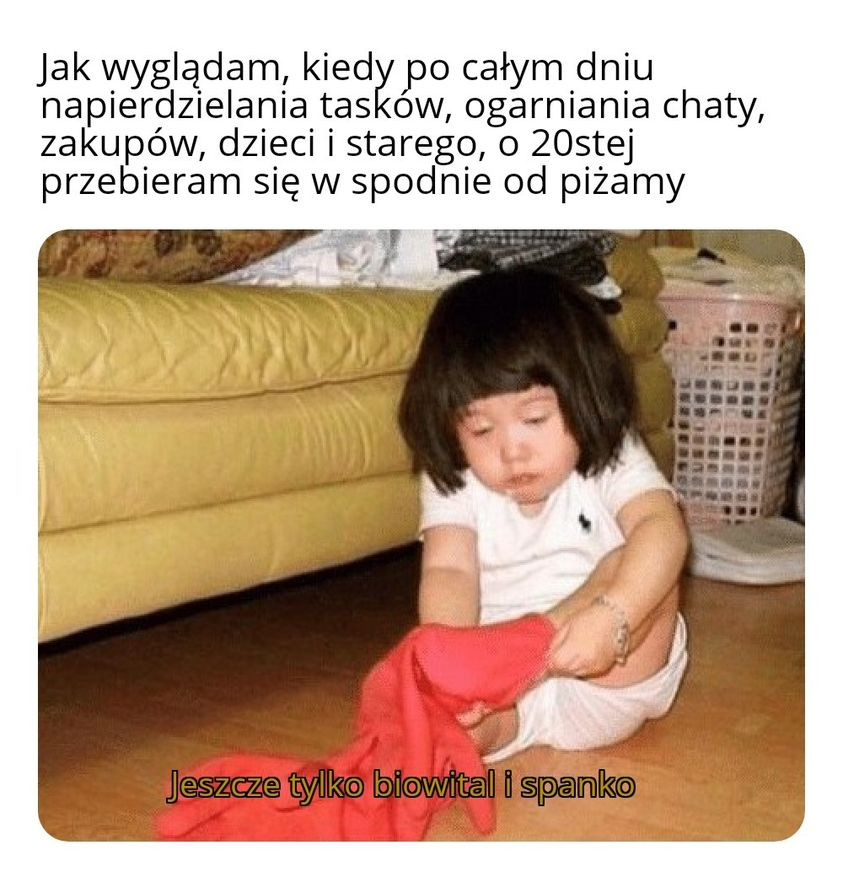 Jak wyglądam, kiedy po całym dniu
napierdzielania tasków, ogarniania chaty,
zakupów, dzieci i starego, o 20stej
przebieram się w spodnie od piżamy
Jeszcze tylko biowital i spanko